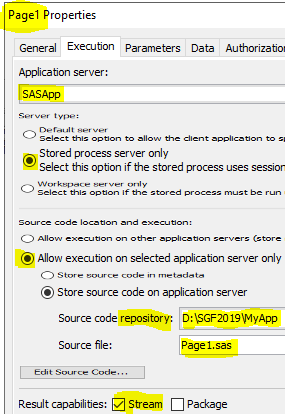 Page1 Properties
General Execution Parameters Data Authorization
Application server:
SASApp
Server type:
Default server
Select this option to allow the client application to s
Stored process server only
Select this option if the stored process uses session
Workspace server only
Select this option if the stored process must be run
Source code location and execution:
Allow execution on other application servers (store
Allow execution on selected application server only
Store source code in metadata
Store source code on application server
Source code repository: D:\SGF2019\MyApp
Source file: Page1.sas
Edit Source Code...
Result capabilities: Stream Package